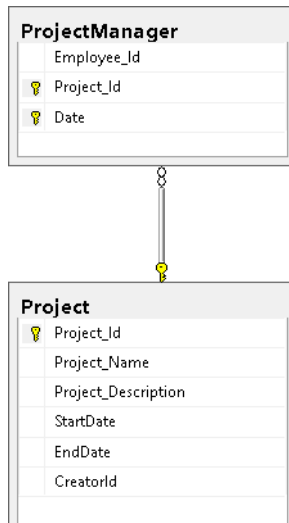 ProjectManager
Employee_Id
Project_Id
Date
Project
Project_Id
Project_Name
Project_Description
StartDate
EndDate
CreatorId